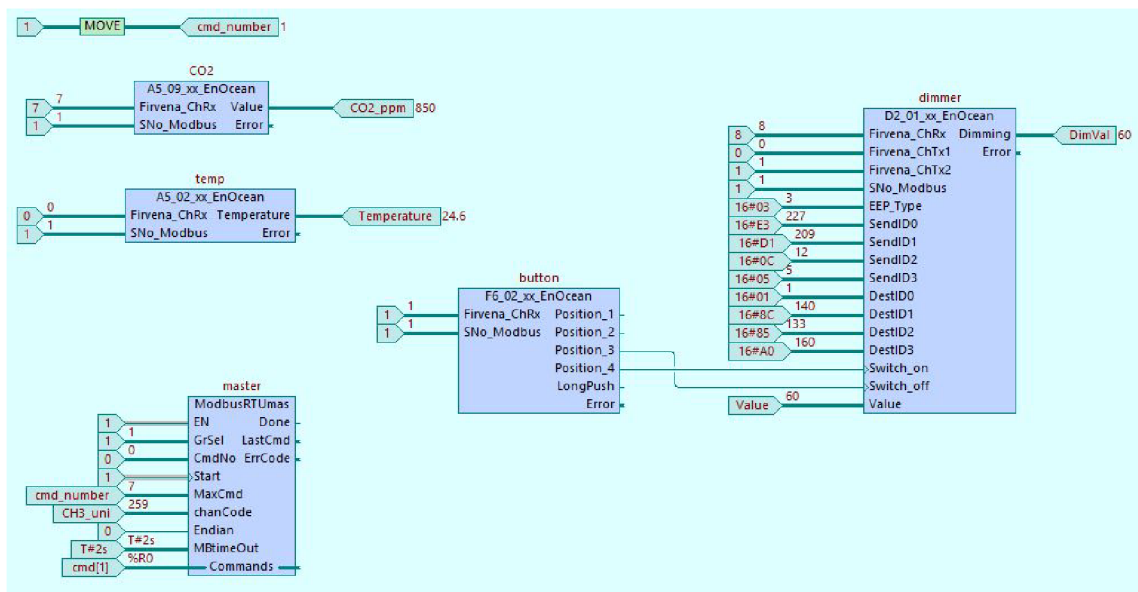 1 MOVE cmd_number 1
CO2
A5_09_xx_EnOcean
7 7 Firvena_ChRx Value CO2_ppm 850
1 1 SNo_Modbus Error
temp
A5_02_xx_EnOcean
0 0 Firvena_ChRx Temperature Temperature 24.6
1 1 SNo_Modbus Error
button
F6_02_xx_EnOcean
1 1 Firvena_ChRx Position_1
1 1 SNo_Modbus Position_2
Position_3
Position_4
LongPush
Error
dimmer
D2_01_xx_EnOcean
8 8 Firvena_ChRx Dimming DimVal 60
0 0 Firvena_ChTx1 Error
1 1 Firvena_ChTx2
1 1 SNo_Modbus
16#03 3 EEP_Type
16#E3 227 SendID0
16#D1 209 SendID1
16#0C 12 SendID2
16#05 5 SendID3
16#01 1 DestID0
16#8C 140 DestID1
16#85 133 DestID2
16#A0 160 DestID3
Switch_on
Switch_off
Value 60 Value
master
ModbusRTUmas
1 EN Done
1 1 GrSel LastCmd
0 0 CmdNo ErrCode
1 Start
cmd_number 7 MaxCmd
CH3_uni 259 chanCode
0 Endian
T#2s T#2s MBtimeOut
cmd[1] %R0 Commands